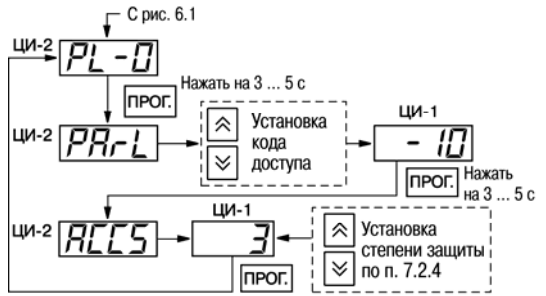 С рис. 6.1
ЦИ-2
PL-0
ПРОГ.
Нажать на 3 ... 5 с
ЦИ-2
PArL
Установка
кода
доступа
ЦИ-1
- 10
ПРОГ.
Нажать
на 3 ... 5 с
ЦИ-2
ACCS
ЦИ-1
3
ПРОГ.
Установка
степени защиты
по п. 7.2.4